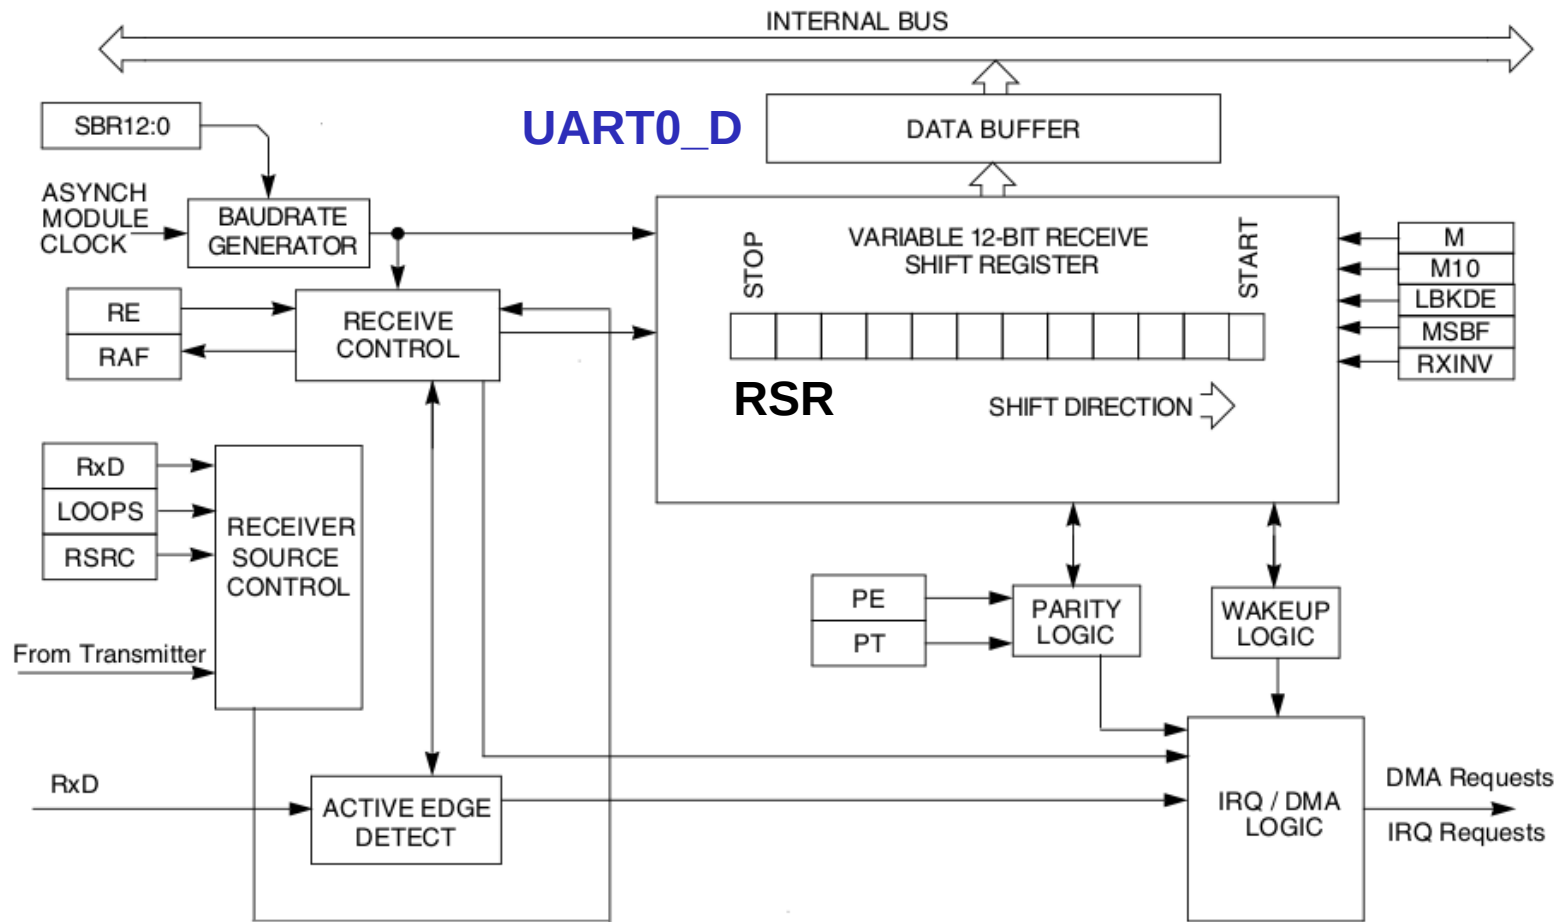 INTERNAL BUS
SBR12:0
UART0_D
DATA BUFFER
ASYNCH
MODULE
CLOCK
BAUDRATE
GENERATOR
STOP
VARIABLE 12-BIT RECEIVE
SHIFT REGISTER
START
M
M10
LBKDE
MSBF
RXINV
RE
RAF
RECEIVE
CONTROL
RSR
SHIFT DIRECTION
RxD
LOOPS
RSRC
RECEIVER
SOURCE
CONTROL
From Transmitter
PE
PT
PARITY
LOGIC
WAKEUP
LOGIC
RxD
ACTIVE EDGE
DETECT
IRQ / DMA
LOGIC
DMA Requests
IRQ Requests